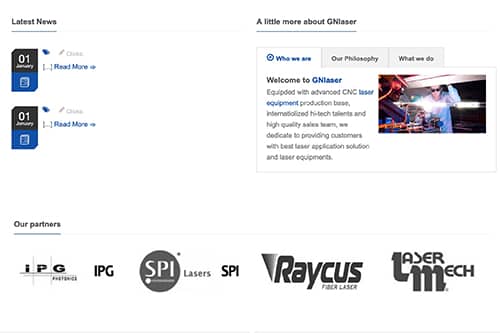 Latest News
01
January
Clicks:
[...] Read More ⇒
01
January
Clicks:
[...] Read More ⇒
A little more about GNlaser
Who we are
Our Philosophy
What we do
Welcome to GNlaser
Equipded with advanced CNC laser
equipment production base,
internatiolized hi-tech talents and
high quality sales team, we
dedicate to providing customers
with best laser application solution
and laser equipments.
Our partners
IPG
PHOTONICS
IPG
SPI
Lasers
SPI
Raycus
FIBER LASER
LASER
MECH